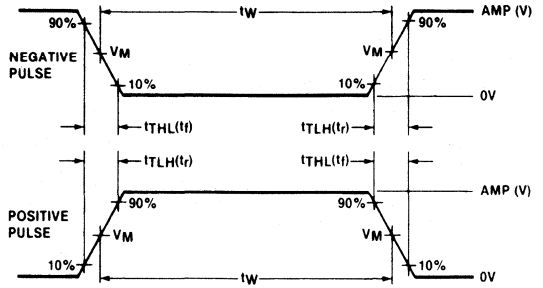 tW
AMP (V)
90%
90%
NEGATIVE
PULSE
VM
VM
10%
10%
0V
tTHL(tf)
tTLH(tr)
tTLH(tr)
tTHL(tf)
AMP (V)
90%
90%
POSITIVE
PULSE
VM
VM
10%
10%
tW
0V